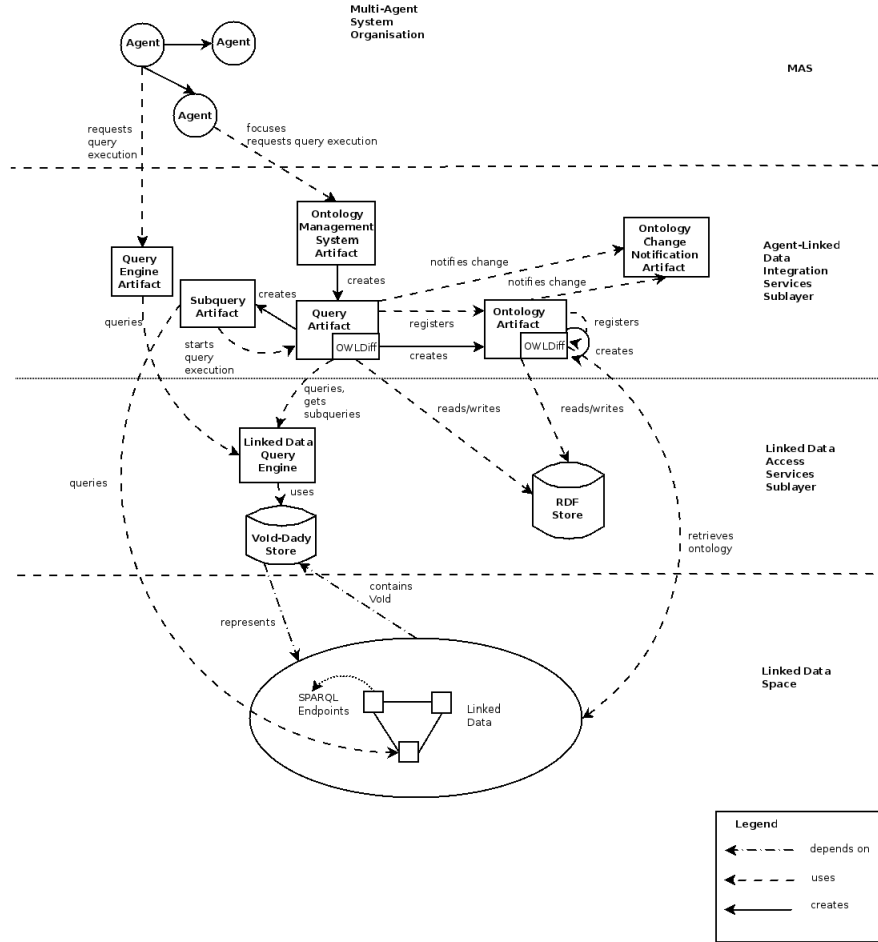 Multi-Agent
System
Organisation
Agent
Agent
MAS
Agent
requests
query
execution
focuses
requests query execution
Ontology
Management
System
Artifact
Ontology
Change
Notification
Artifact
Agent-Linked
Data
Integration
Services
Sublayer
Query
Engine
Artifact
notifies change
creates
notifies change
Subquery
Artifact
creates
Query
Artifact
OWLDiff
registers
Ontology
Artifact
OWLDiff
registers
creates
queries
starts
query
execution
creates
queries,
gets
subqueries
reads/writes
reads/writes
Linked Data
Query
Engine
Linked Data
Access
Services
Sublayer
queries
uses
RDF
Store
VoId-Dady
Store
retrieves
ontology
contains
VoId
represents
Linked Data
Space
SPARQL
Endpoints
Linked
Data
Legend
depends on
uses
creates